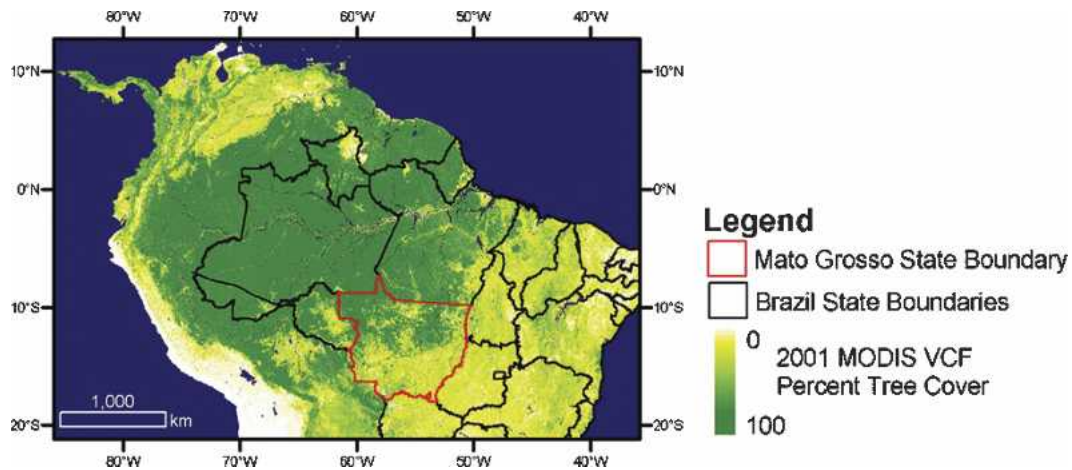 80°W 70°W 60°W 50°W 40°W
10°N 10°N
0°N 0°N
10°S 10°S
20°S 20°S
1,000
km
80°W 70°W 60°W 50°W 40°W
Legend
Mato Grosso State Boundary
Brazil State Boundaries
0
2001 MODIS VCF
Percent Tree Cover
100